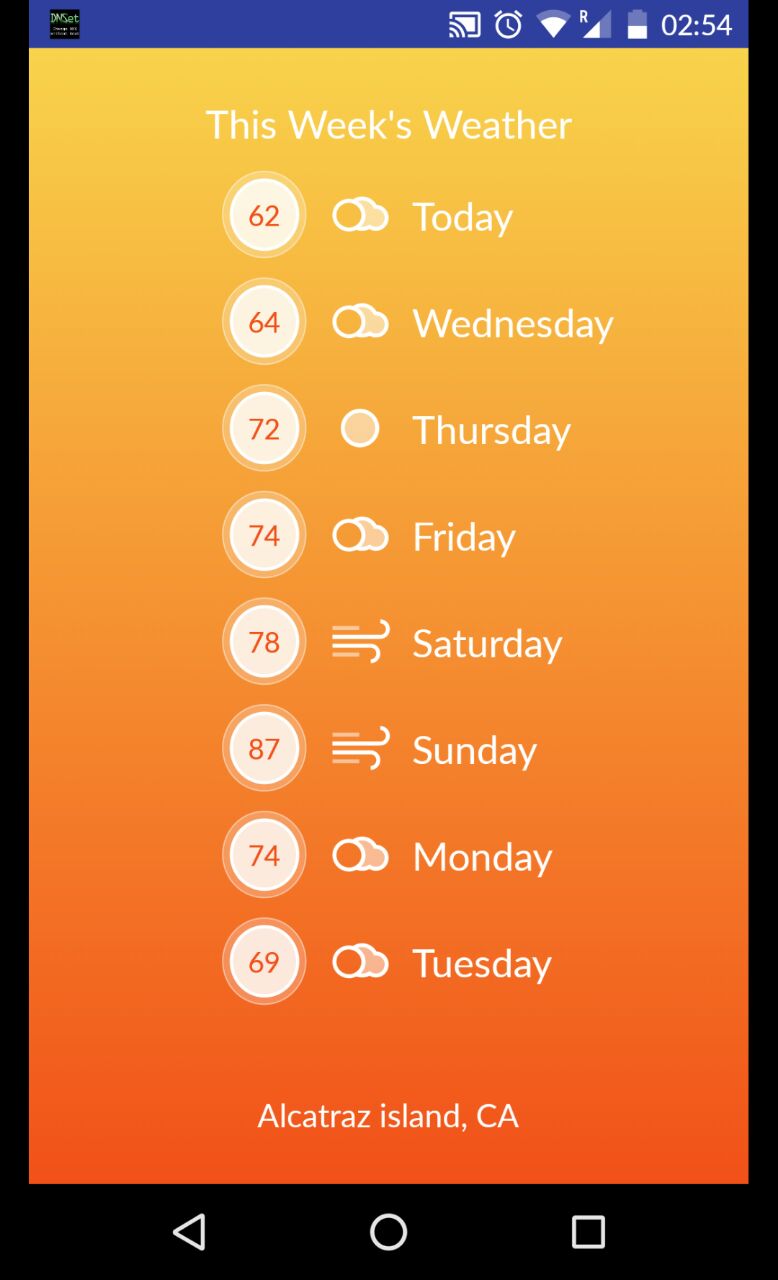 DNSet
02:54
This Week's Weather
62 Today
64 Wednesday
72 Thursday
74 Friday
78 Saturday
87 Sunday
74 Monday
69 Tuesday
Alcatraz island, CA